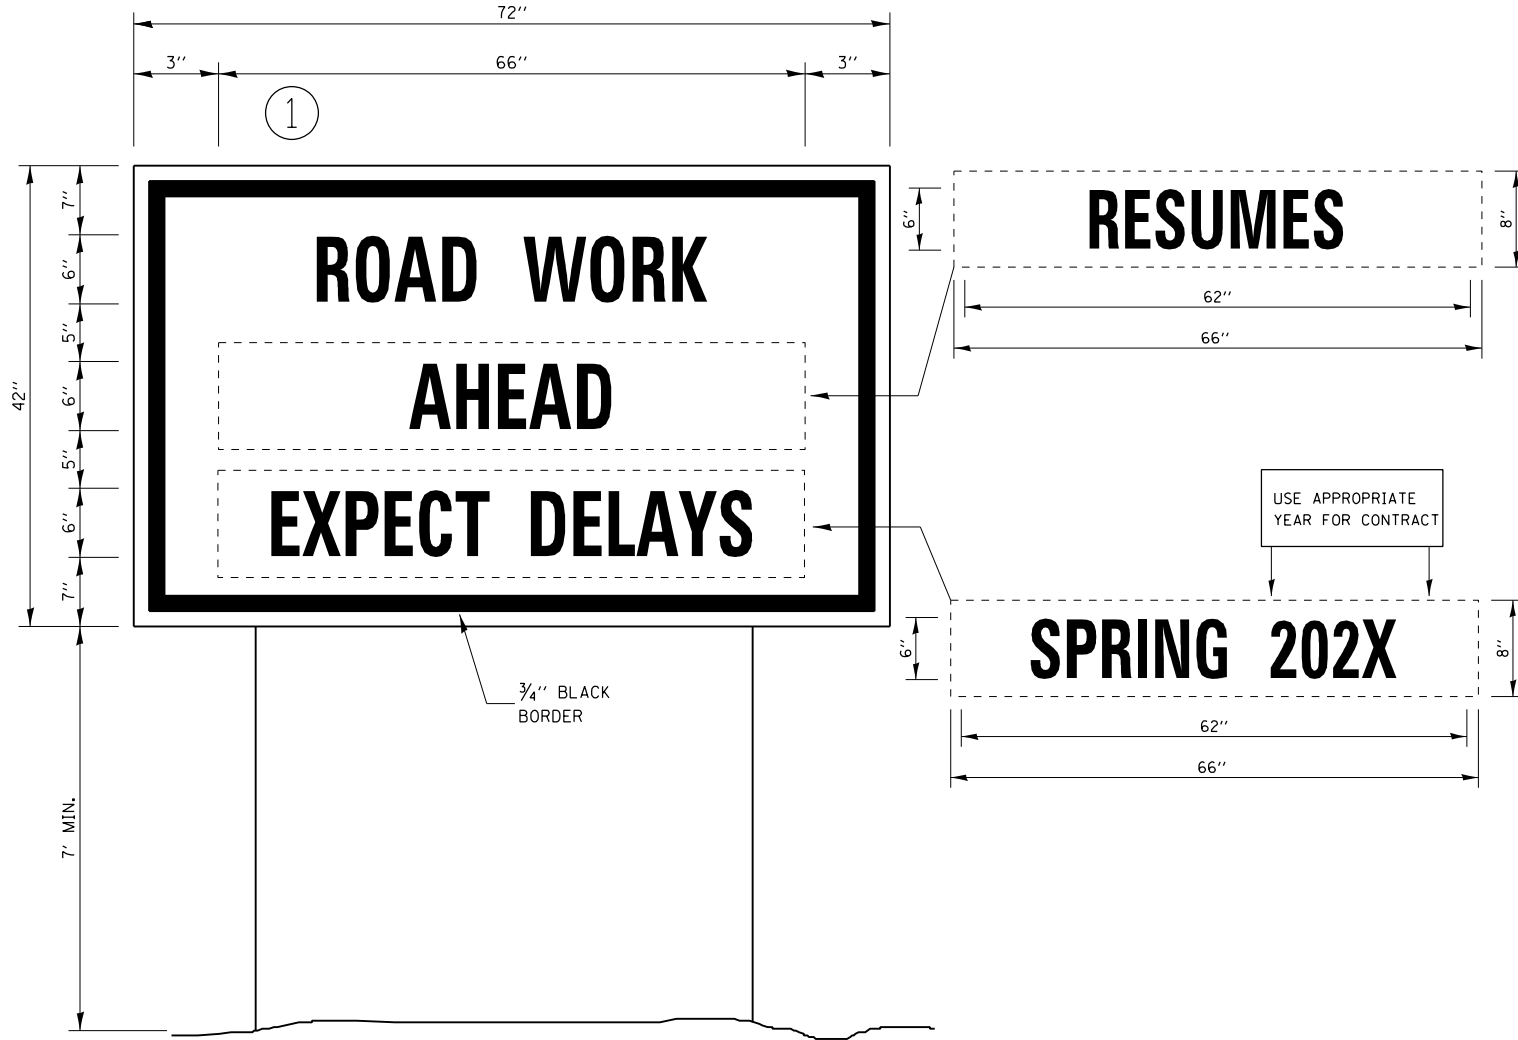 72''
3'' 66'' 3''
1
7''
6''
5''
6''
5''
6''
7''
42''
7' MIN.
ROAD WORK
AHEAD
EXPECT DELAYS
3/4'' BLACK
BORDER
6''
RESUMES
8''
62''
66''
USE APPROPRIATE
YEAR FOR CONTRACT
6''
SPRING 202X
8''
62''
66''